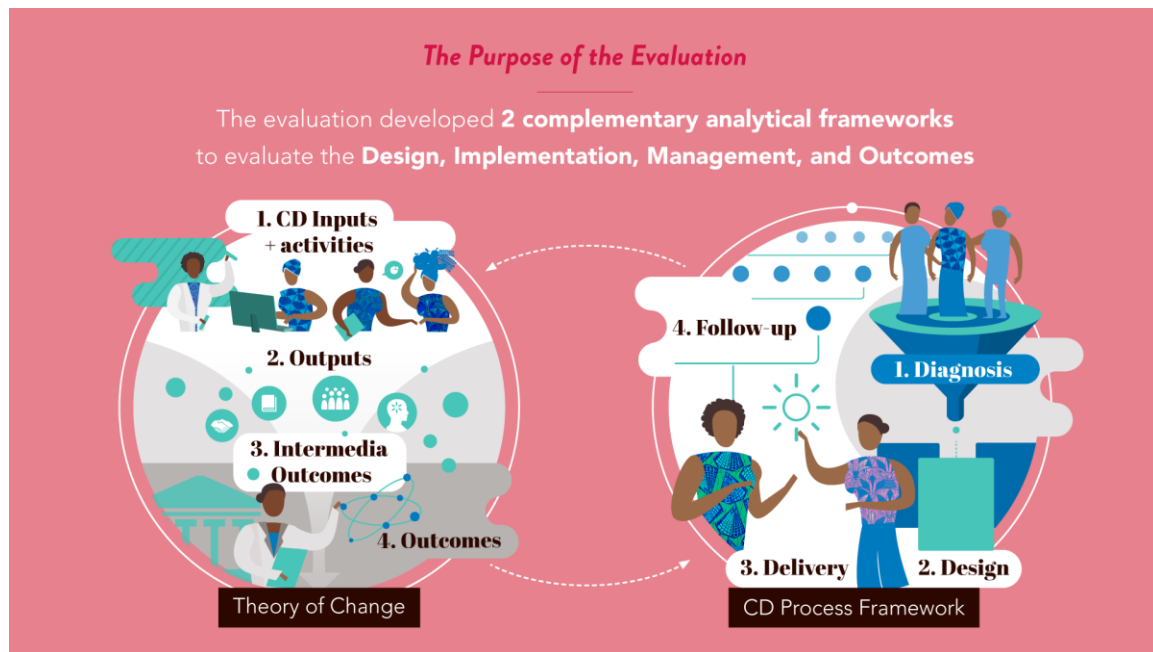 The Purpose of the Evaluation
The evaluation developed 2 complementary analytical frameworks
to evaluate the Design, Implementation, Management, and Outcomes
1. CD Inputs
+ activities
2. Outputs
3. Intermedia
Outcomes
4. Outcomes
Theory of Change
4. Follow-up
1. Diagnosis
3. Delivery
2. Design
CD Process Framework